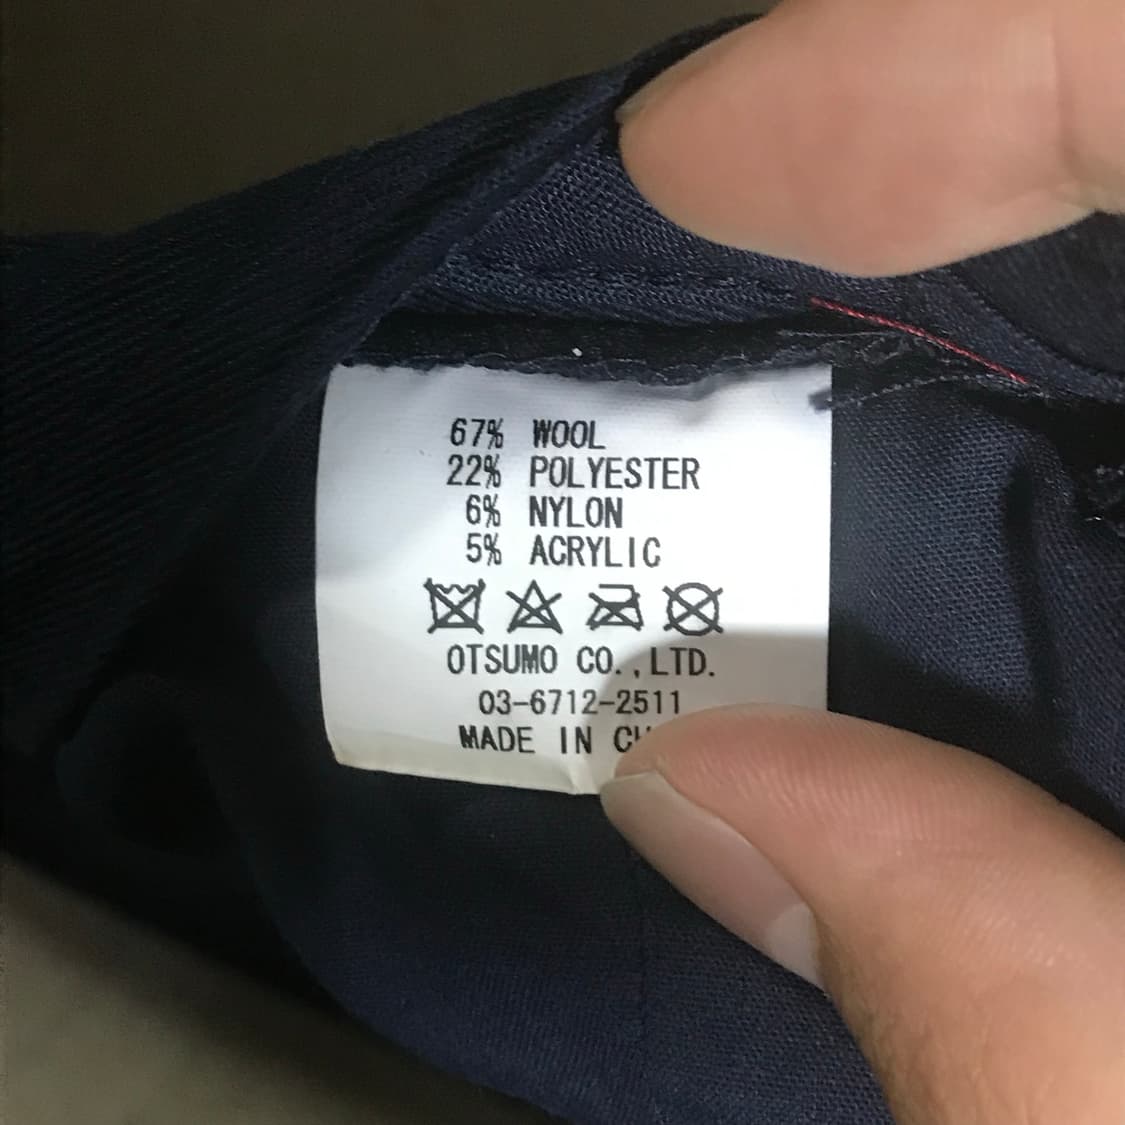 67% WOOL
22% POLYESTER
6% NYLON
5% ACRYLIC
OTSUMO CO.,LTD.
03-6712-2511
MADE IN